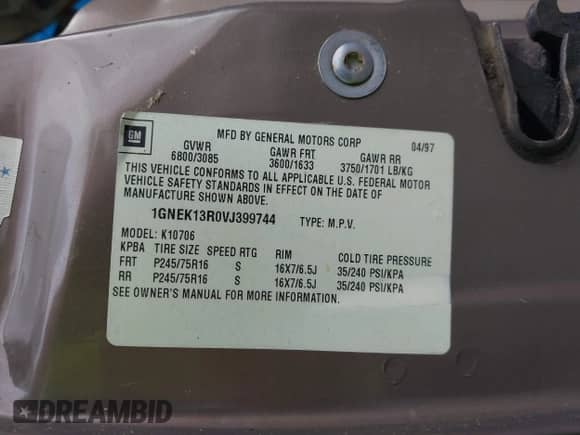 MFD BY GENERAL MOTORS CORP 04/97
GM
GVWR GAWR FRT GAWR RR
6800/3085 3600/1633 3750/1701 LB/KG
THIS VEHICLE CONFORMS TO ALL APPLICABLE U.S. FEDERAL MOTOR
VEHICLE SAFETY STANDARDS IN EFFECT ON THE DATE OF
MANUFACTURE SHOWN ABOVE.
1GNEK13R0VJ399744 TYPE: M.P.V.
MODEL: K10706
KPBA TIRE SIZE SPEED RTG RIM COLD TIRE PRESSURE
FRT P245/75R16 S 16X7/6.5J 35/240 PSI/KPA
RR P245/75R16 S 16X7/6.5J 35/240 PSI/KPA
SEE OWNER'S MANUAL FOR MORE INFORMATION.
DREAMBID